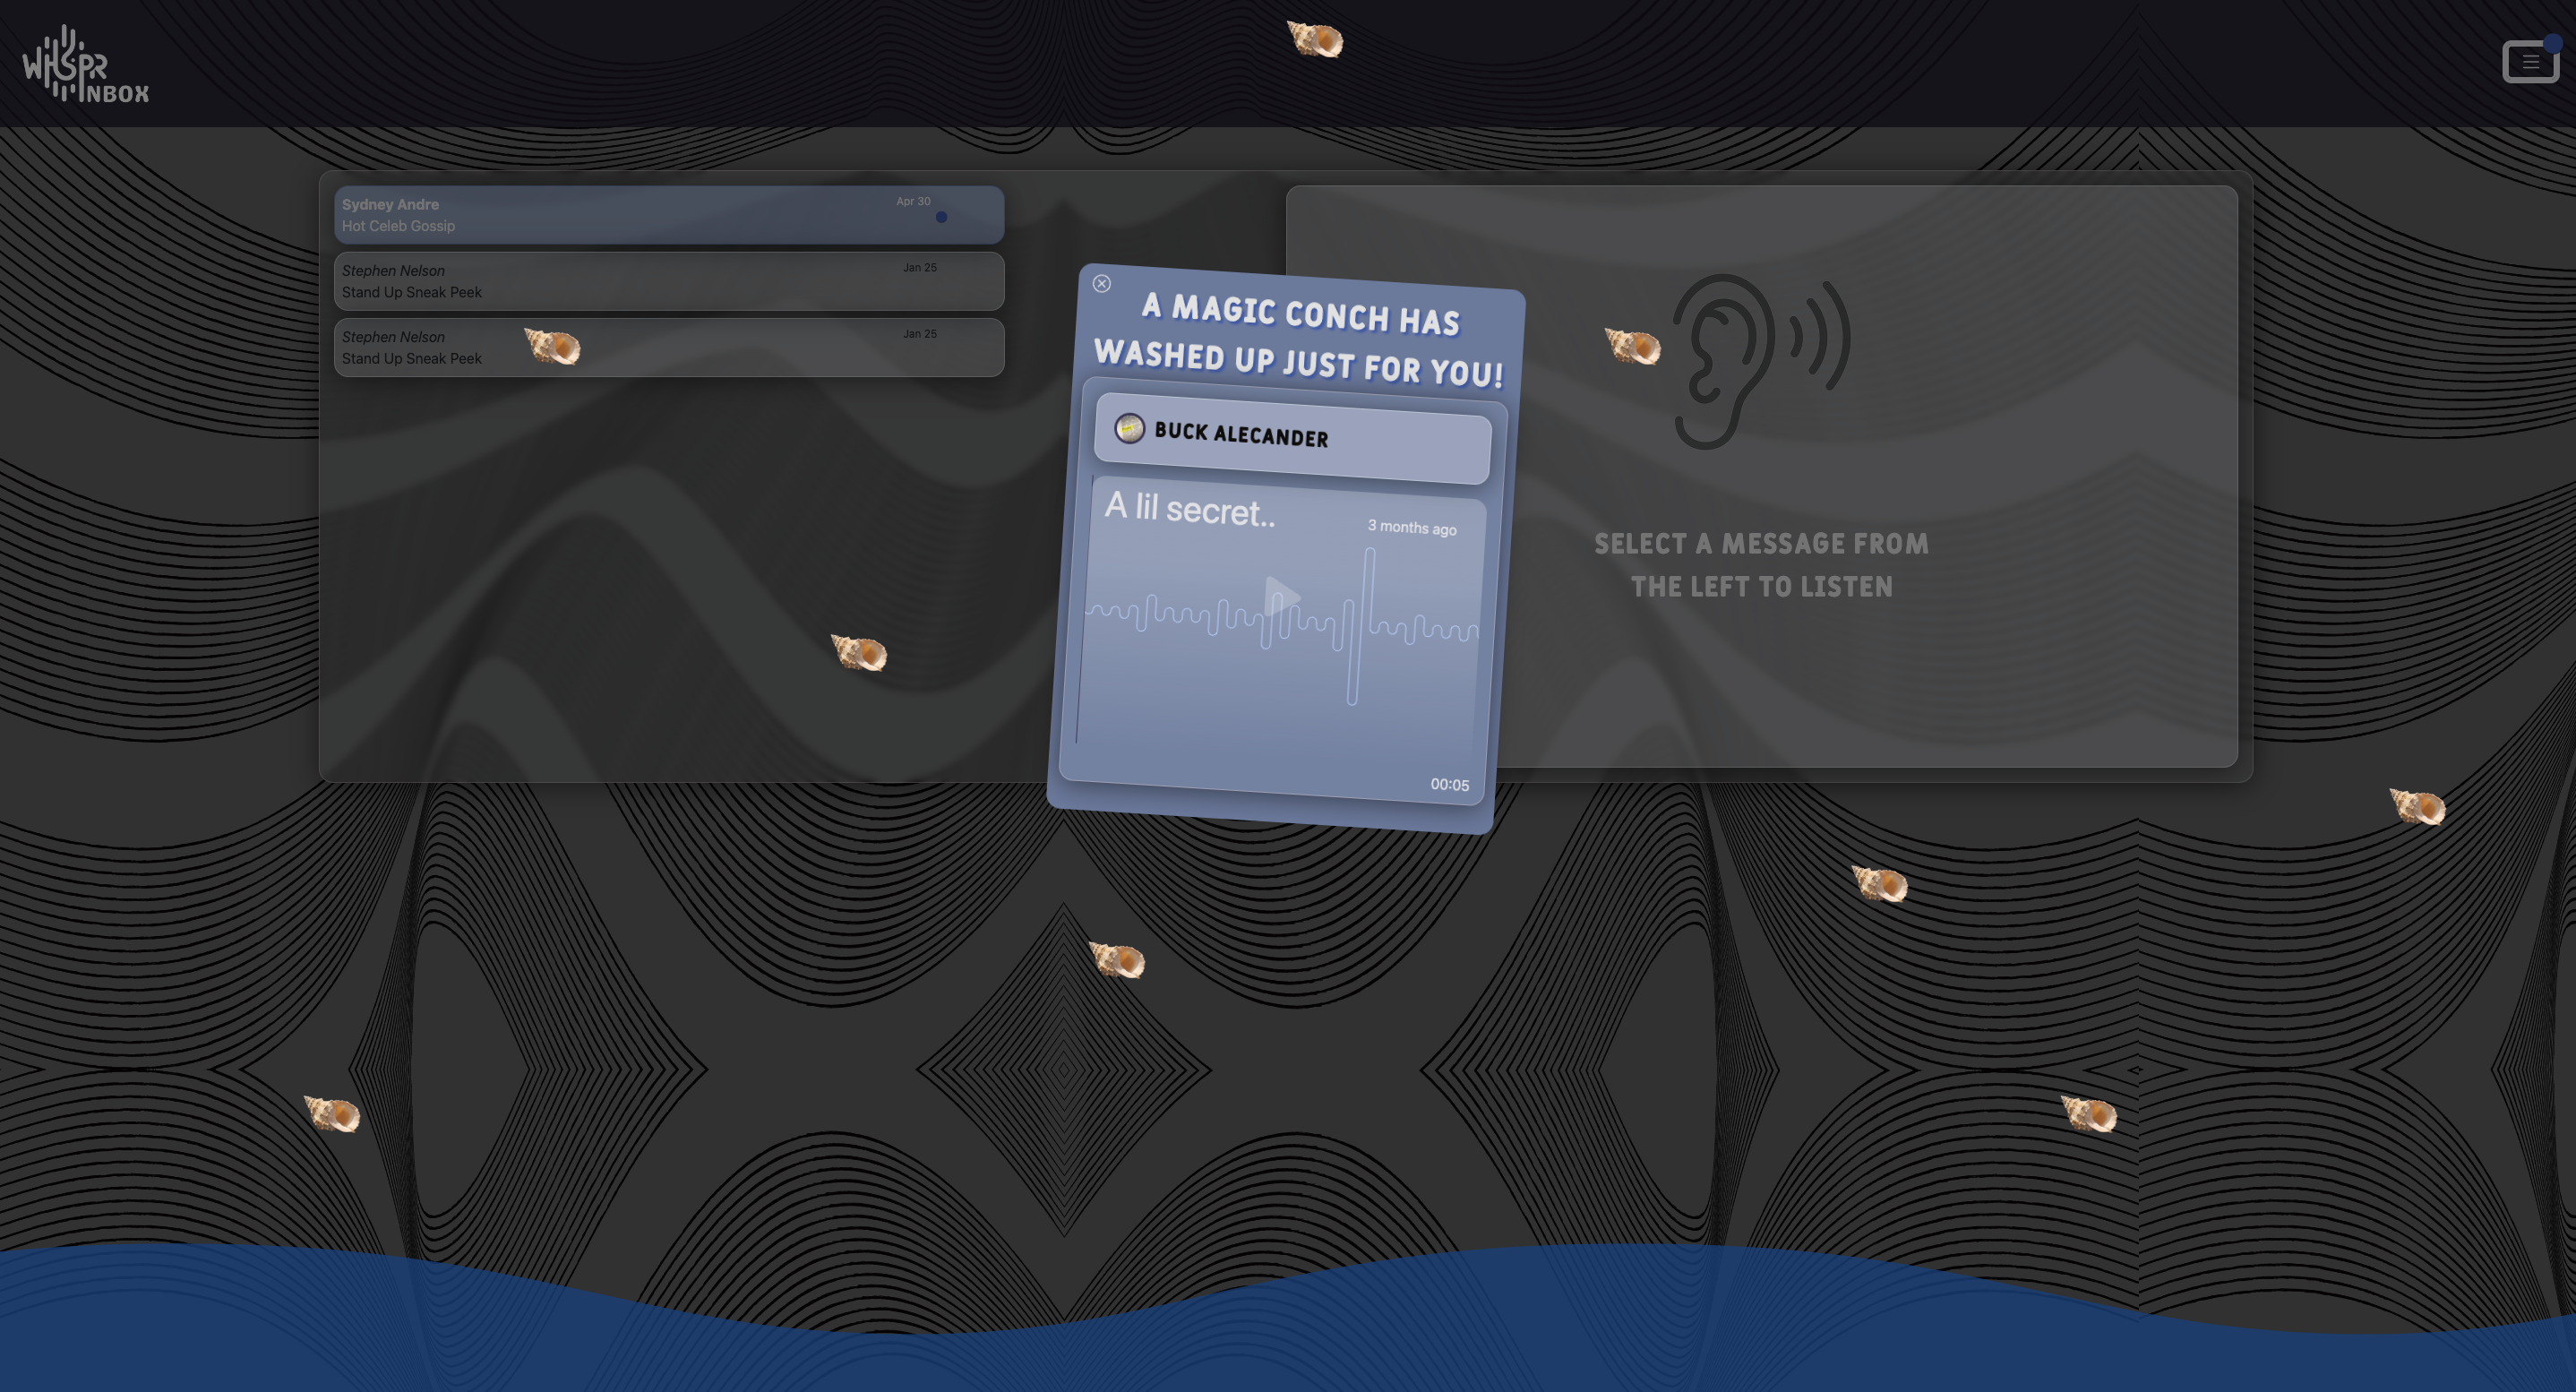 WHSPR
INBOX
Sydney Andre
Apr 30
Hot Celeb Gossip
Stephen Nelson
Jan 25
Stand Up Sneak Peek
Stephen Nelson
Jan 25
Stand Up Sneak Peek
A MAGIC CONCH HAS
WASHED UP JUST FOR YOU!
BUCK ALECANDER
A lil secret..
3 months ago
00:05
SELECT A MESSAGE FROM
THE LEFT TO LISTEN